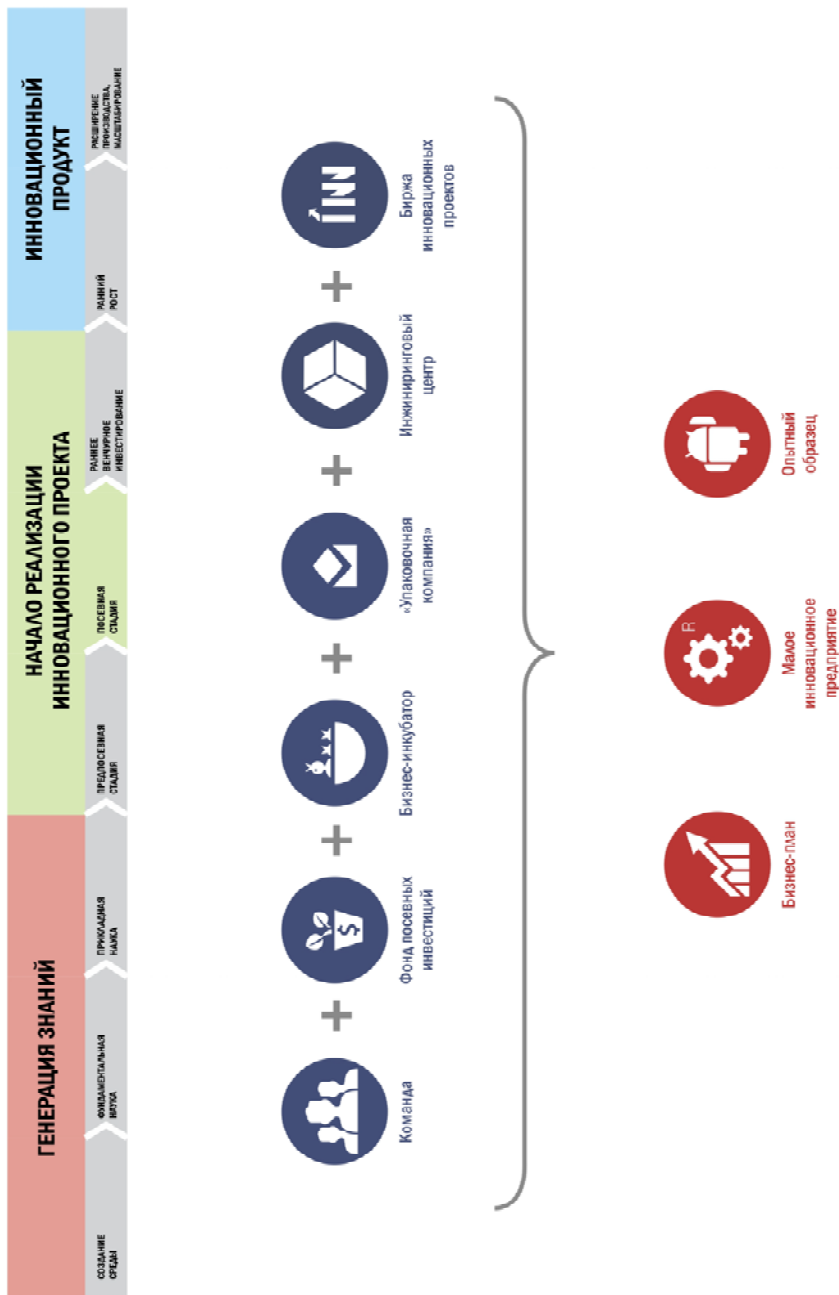 ГЕНЕРАЦИЯ ЗНАНИЙ
НАЧАЛО РЕАЛИЗАЦИИ
ИННОВАЦИОННОГО ПРОЕКТА
ИННОВАЦИОННЫЙ
ПРОДУКТ
СОЗДАНИЕ
СРЕДЫ
ФУНДАМЕНТАЛЬНАЯ
НАУКА
ПРИКЛАДНАЯ
НАУКА
ПРЕДПОСЕВНАЯ
СТАДИЯ
ПОСЕВНАЯ
СТАДИЯ
РАННЕЕ
ВЕНЧУРНОЕ
ИНВЕСТИРОВАНИЕ
РАННИЙ
РОСТ
РАСШИРЕНИЕ
ПРОИЗВОДСТВА,
МАСШТАБИРОВАНИЕ
$
INN
Команда
+
Фонд посевных
инвестиций
+
Бизнес-инкубатор
+
«Упаковочная
компания»
+
Инжиниринговый
центр
+
Биржа
инновационных
проектов
R
Бизнес-план
Малое
инновационное
предприятие
Опытный
образец